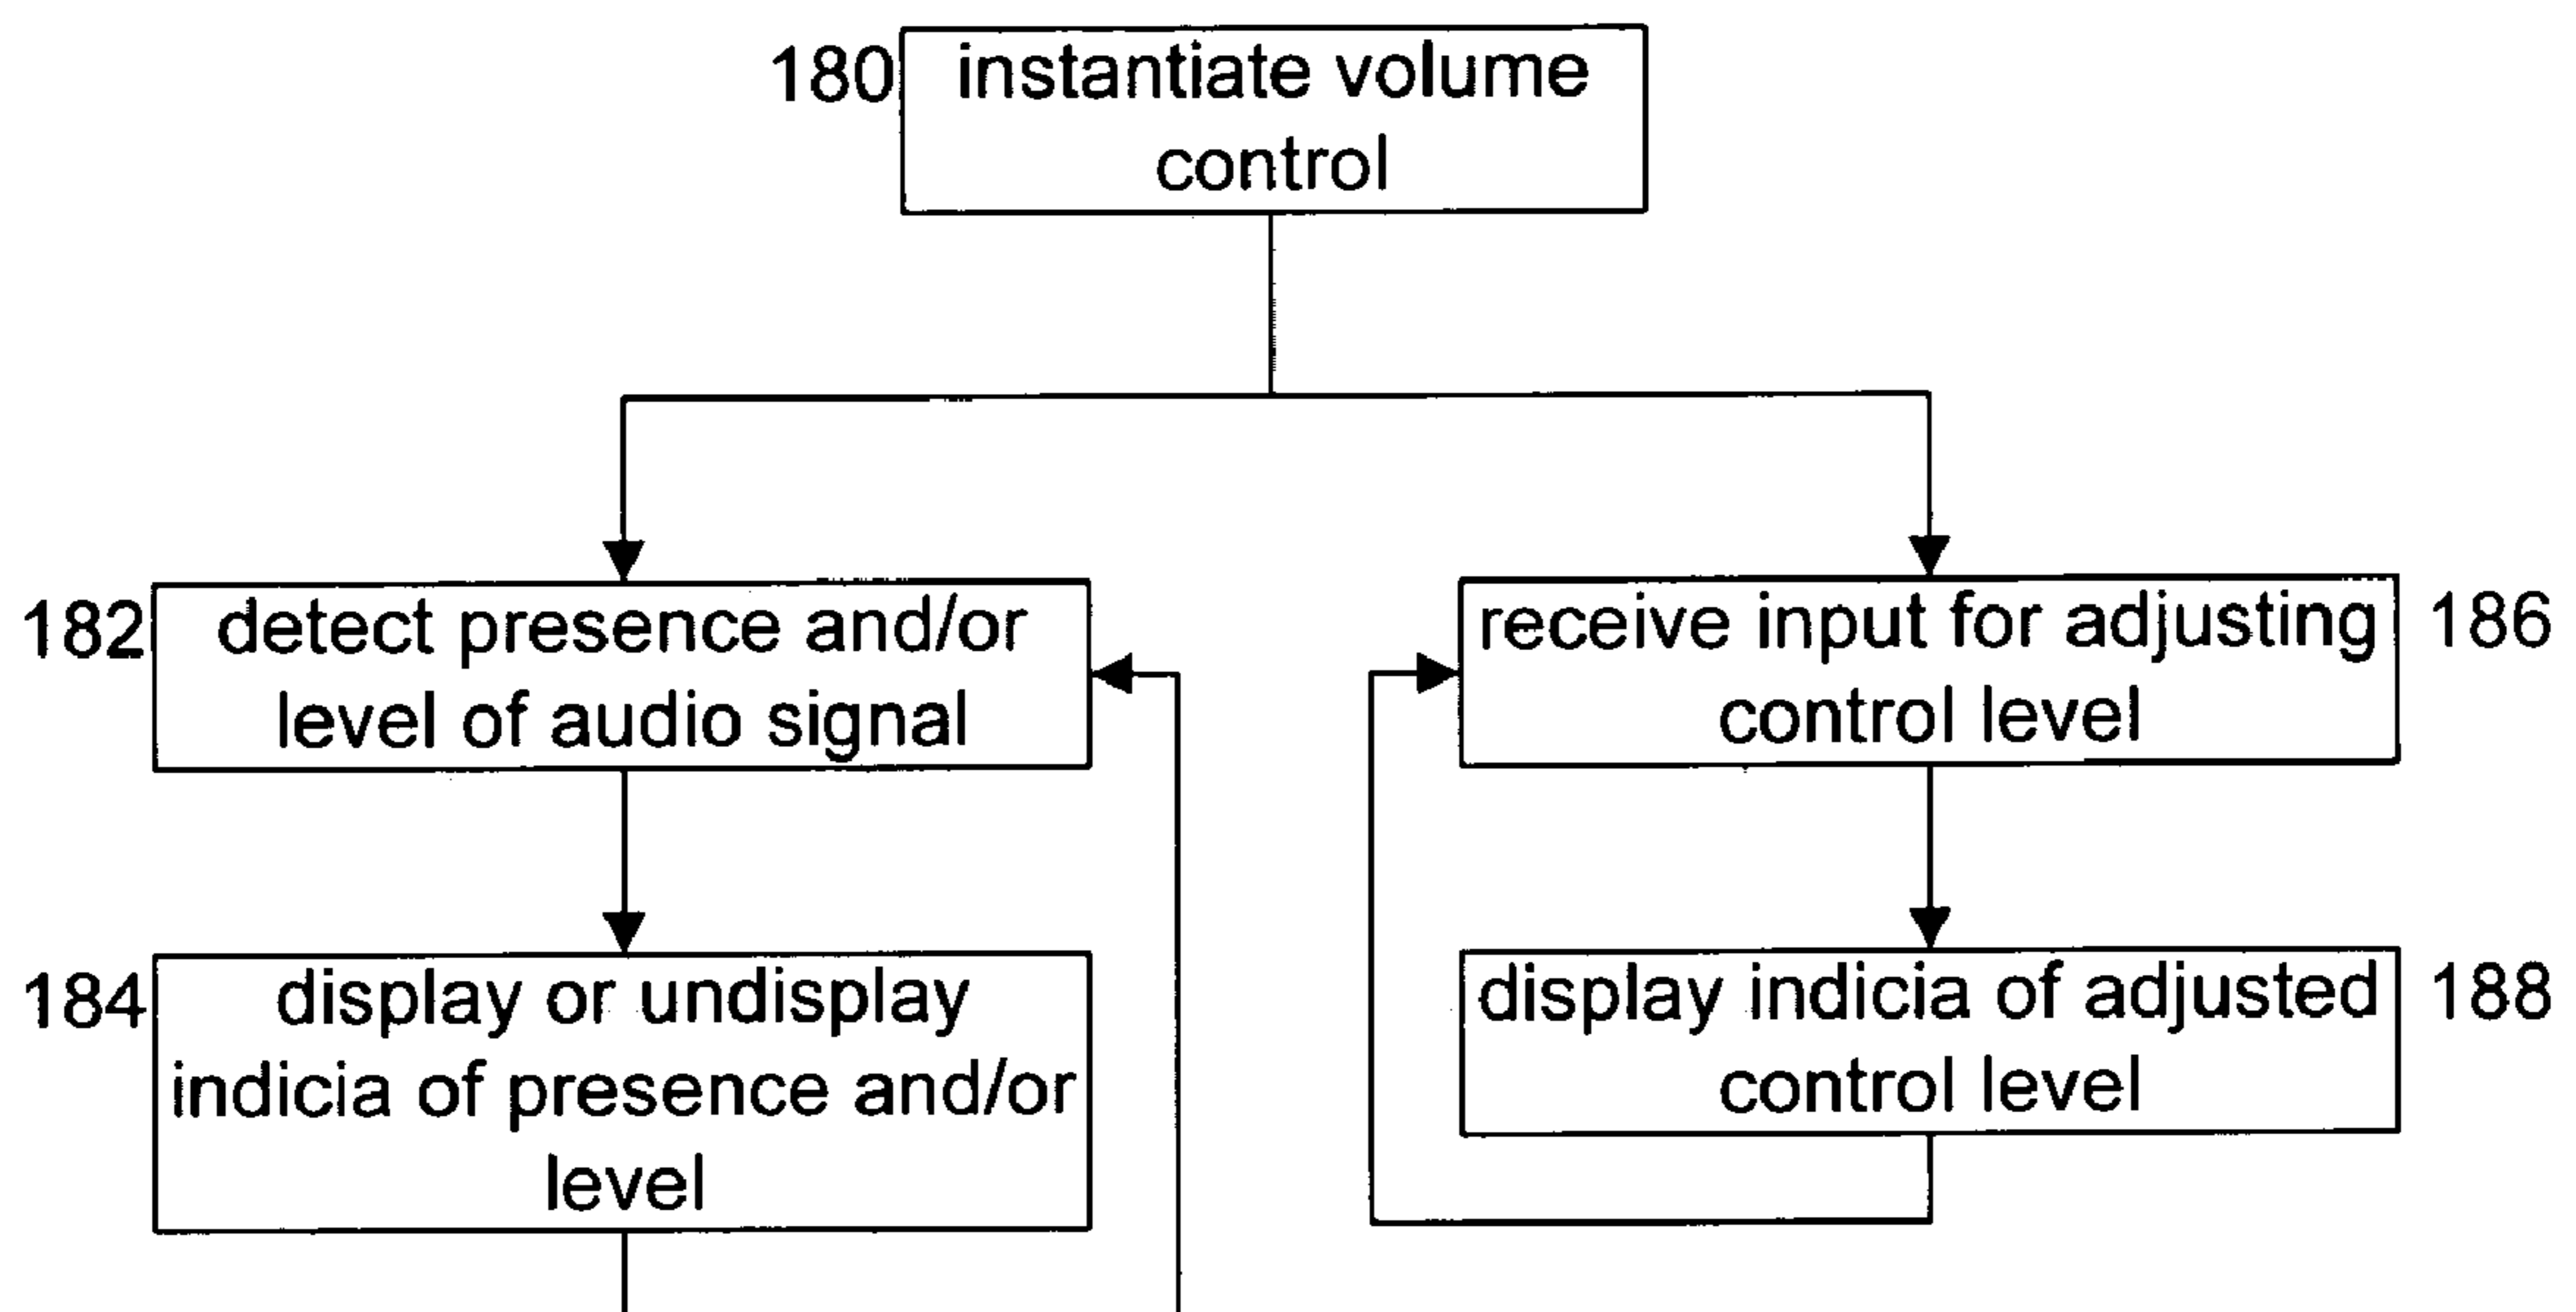 180
instantiate volume
control
182
detect presence and/or
level of audio signal
receive input for adjusting
control level
186
184
display or undisplay
indicia of presence and/or
level
display indicia of adjusted
control level
188